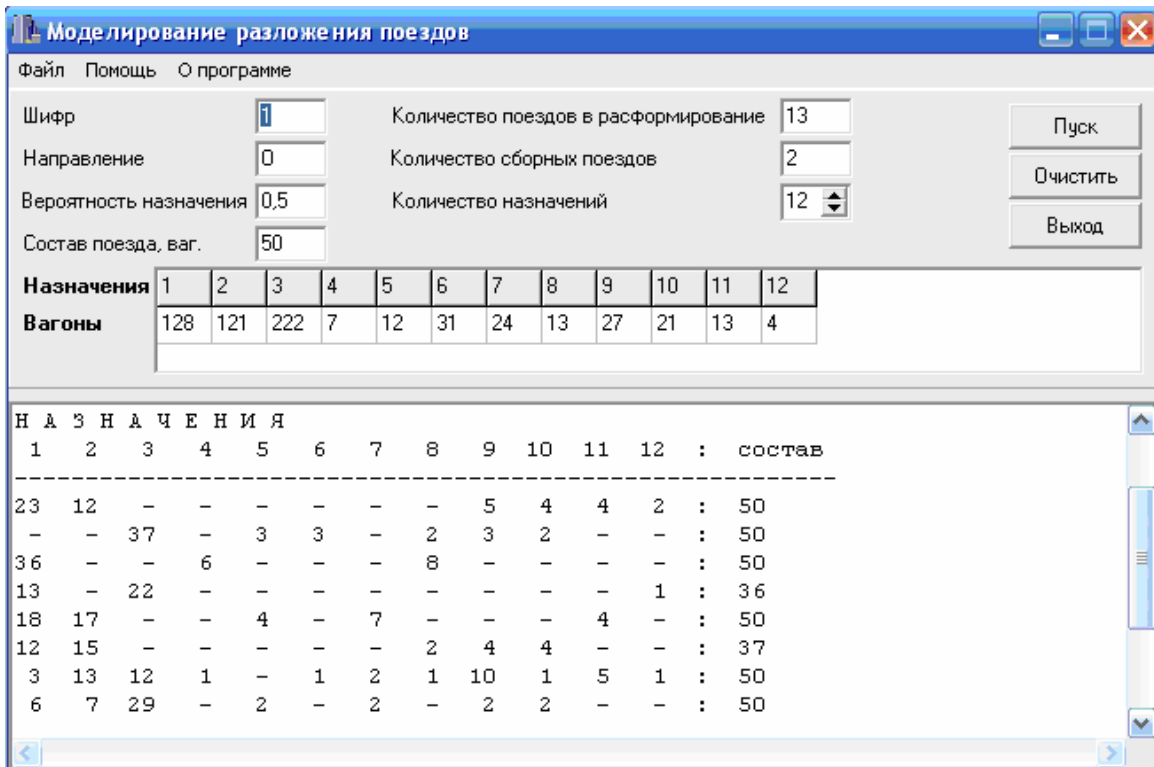 Моделирование разложения поездов
Файл Помощь О программе
Шифр 1 Количество поездов в расформирование 13 Пуск
Направление 0 Количество сборных поездов 2 Очистить
Вероятность назначения 0,5 Количество назначений 12 Выход
Состав поезда, ваг. 50
Назначения 1 2 3 4 5 6 7 8 9 10 11 12
Вагоны 128 121 222 7 12 31 24 13 27 21 13 4
Н А З Н А Ч Е Н И Я
1 2 3 4 5 6 7 8 9 10 11 12 : состав
-----------------------------------------------------------
23 12 – – – – – – 5 4 4 2 : 50
– – 37 – 3 3 – 2 3 2 – – : 50
36 – – 6 – – – 8 – – – – : 50
13 – 22 – – – – – – – – 1 : 36
18 17 – – 4 – 7 – – – 4 – : 50
12 15 – – – – – 2 4 4 – – : 37
3 13 12 1 – 1 2 1 10 1 5 1 : 50
6 7 29 – 2 – 2 – 2 2 – – : 50